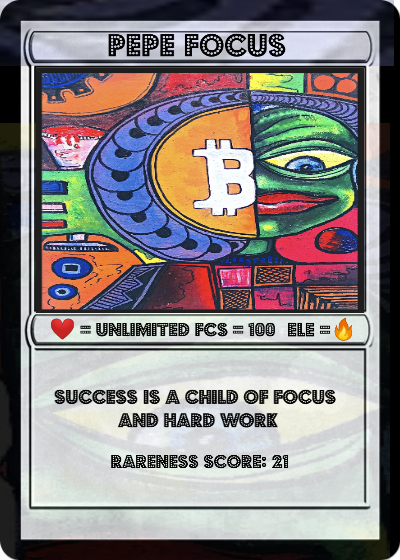 PEPE FOCUS
₿
❤️ = UNLIMITED FCS = 100 ELE =🔥
SUCCESS IS A CHILD OF FOCUS
AND HARD WORK
RARENESS SCORE: 21